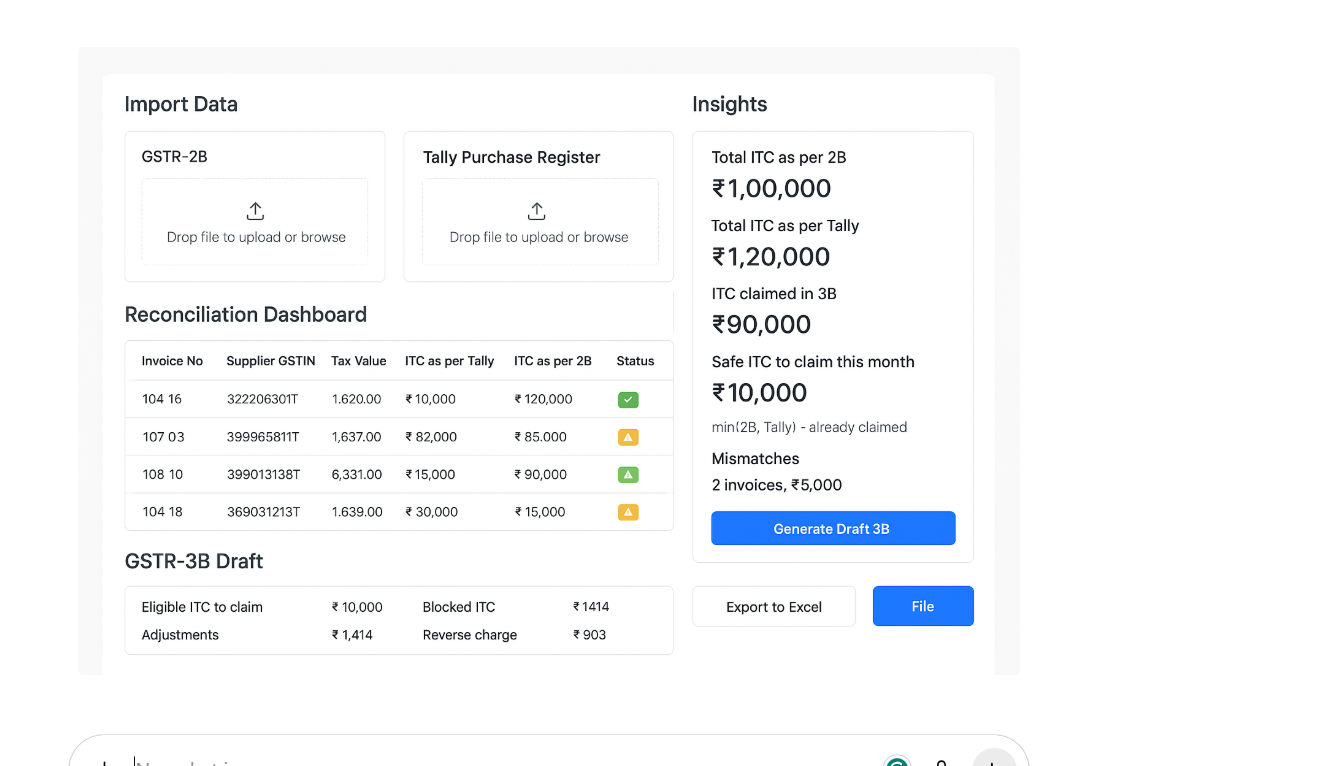 Import Data
GSTR-2B
Drop file to upload or browse
Tally Purchase Register
Drop file to upload or browse
Reconciliation Dashboard
Invoice No Supplier GSTIN Tax Value ITC as per Tally ITC as per 2B Status
104 16 322206301T 1.620.00 ₹ 10,000 ₹ 120,000
107 03 399965811T 1,637.00 ₹ 82,000 ₹ 85.000
108 10 399013138T 6,331.00 ₹ 15,000 ₹ 90,000
104 18 369031213T 1.639.00 ₹ 30,000 ₹ 15,000
GSTR-3B Draft
Eligible ITC to claim ₹ 10,000 Blocked ITC ₹ 1414
Adjustments ₹ 1,414 Reverse charge ₹ 903
Insights
Total ITC as per 2B
₹1,00,000
Total ITC as per Tally
₹1,20,000
ITC claimed in 3B
₹90,000
Safe ITC to claim this month
₹10,000
min(2B, Tally) - already claimed
Mismatches
2 invoices, ₹5,000
Generate Draft 3B
Export to Excel
File